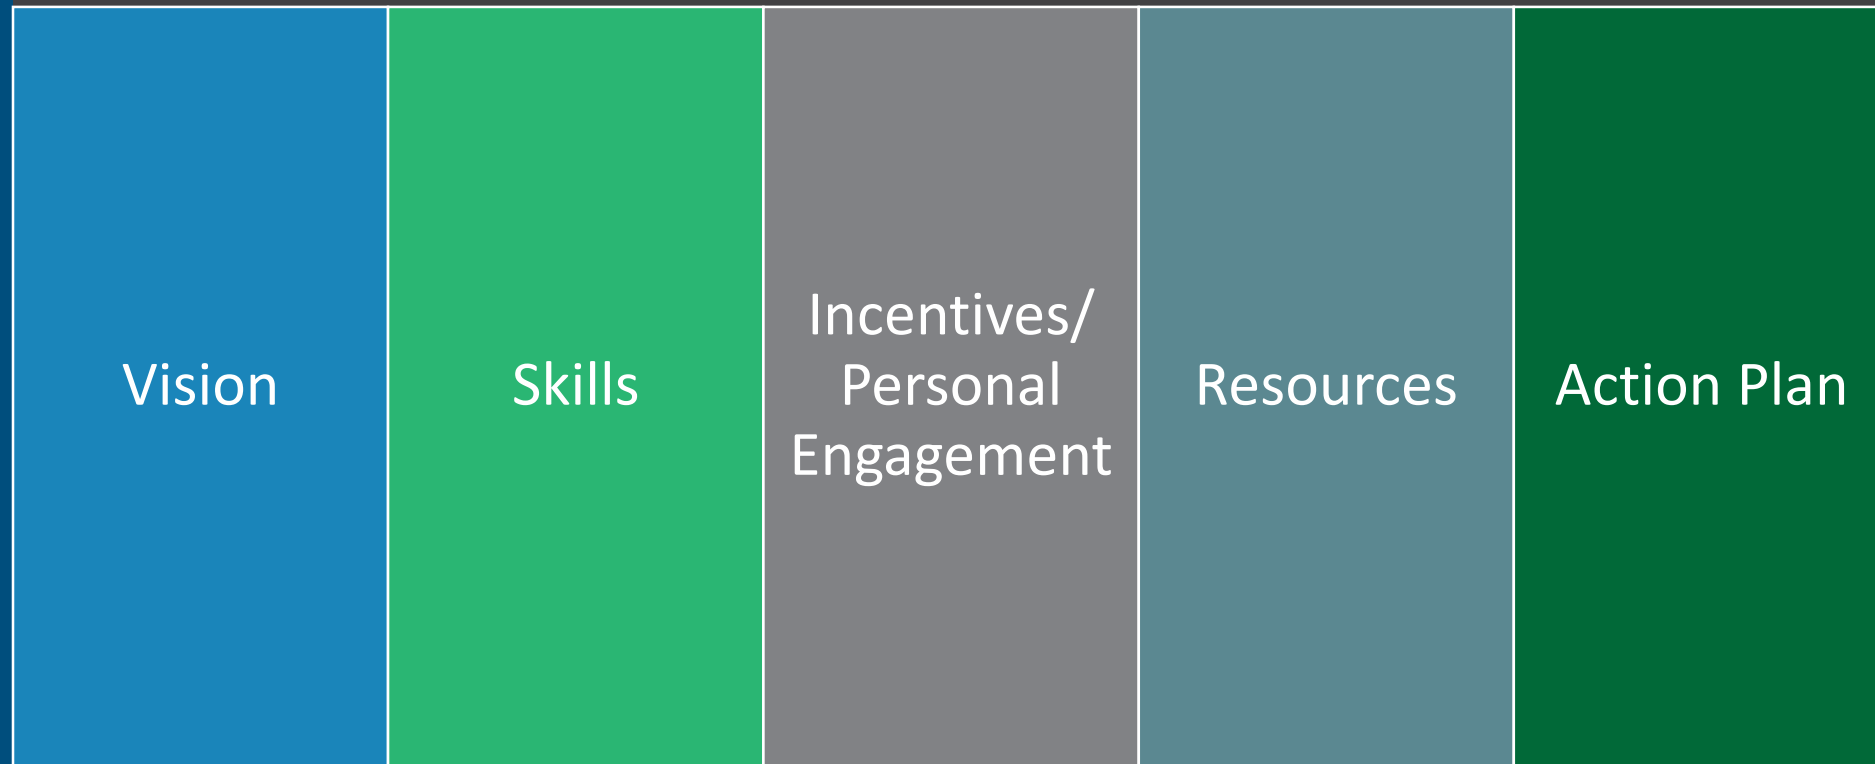 Vision
Skills
Incentives/
Personal
Engagement
Resources
Action Plan